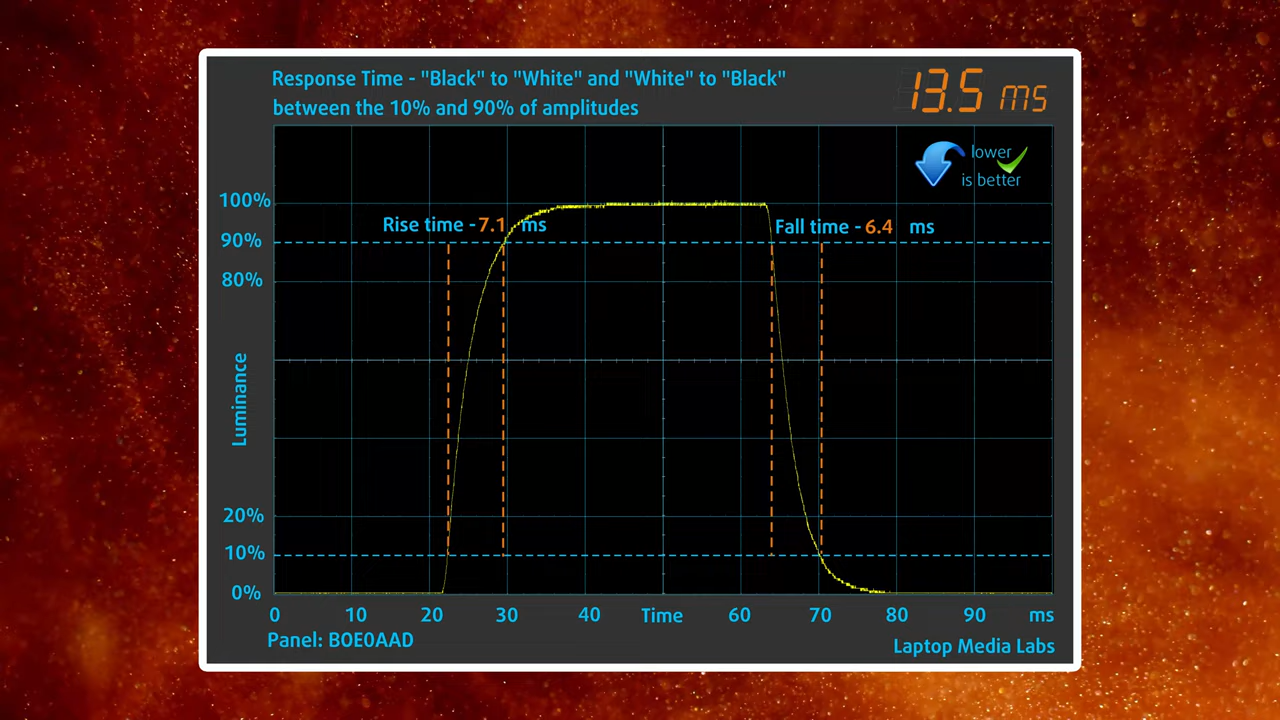 Response Time - "Black" to "White" and "White" to "Black"
between the 10% and 90% of amplitudes
13.5 ms
lower
is better
100%
Rise time - 7.1 ms
Fall time - 6.4 ms
90%
80%
Luminance
20%
10%
0%
0 10 20 30 40 Time 60 70 80 90 ms
Panel: BOE0AAD
Laptop Media Labs